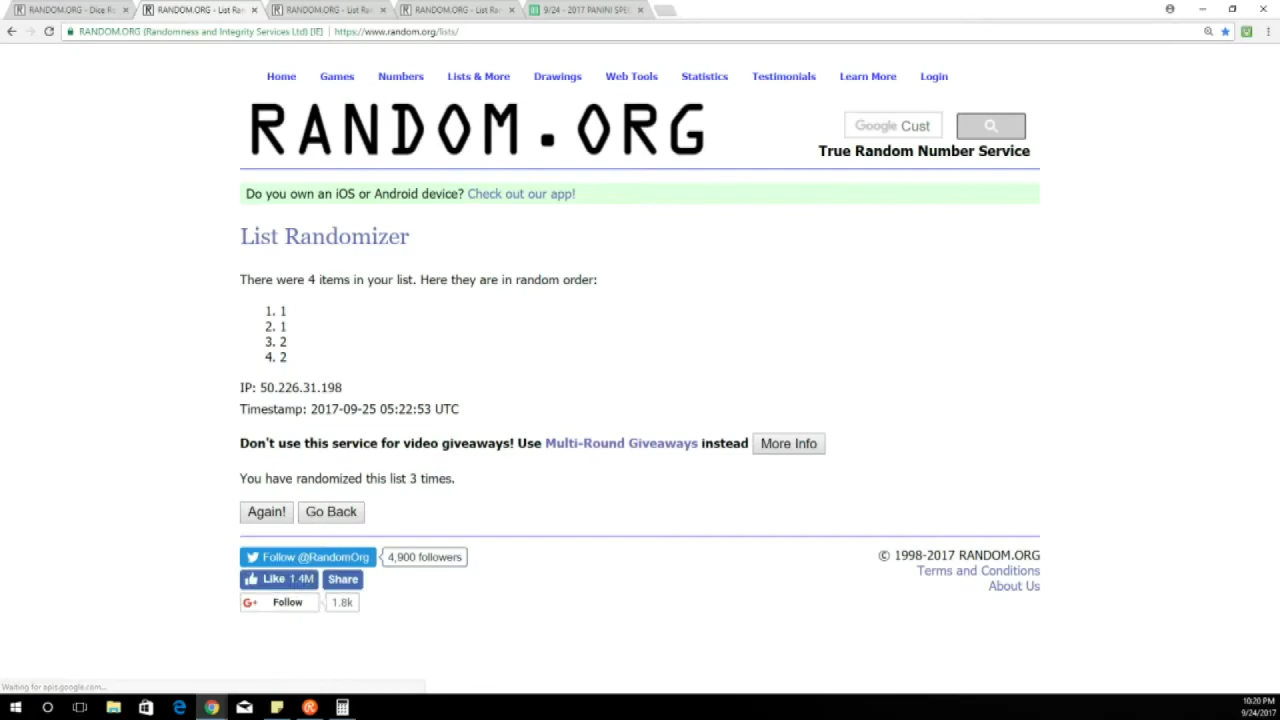 RANDOM.ORG - Dice Ro
RANDOM.ORG - List Ran
RANDOM.ORG - List Ran
RANDOM.ORG - List Ran
9/24 - 2017 PANINI SPE
RANDOM.ORG (Randomness and Integrity Services Ltd) [IE] | https://www.random.org/lists/
Home Games Numbers Lists & More Drawings Web Tools Statistics Testimonials Learn More Login
RANDOM.ORG
Google Cust
True Random Number Service
Do you own an iOS or Android device? Check out our app!
List Randomizer
There were 4 items in your list. Here they are in random order:
1. 1
2. 1
3. 2
4. 2
IP: 50.226.31.198
Timestamp: 2017-09-25 05:22:53 UTC
Don't use this service for video giveaways! Use Multi-Round Giveaways instead More Info
You have randomized this list 3 times.
Again! Go Back
Follow @RandomOrg 4,900 followers
Like 1.4M Share
G+ Follow 1.8k
© 1998-2017 RANDOM.ORG
Terms and Conditions
About Us
Waiting for apis.google.com...
10:20 PM
9/24/2017